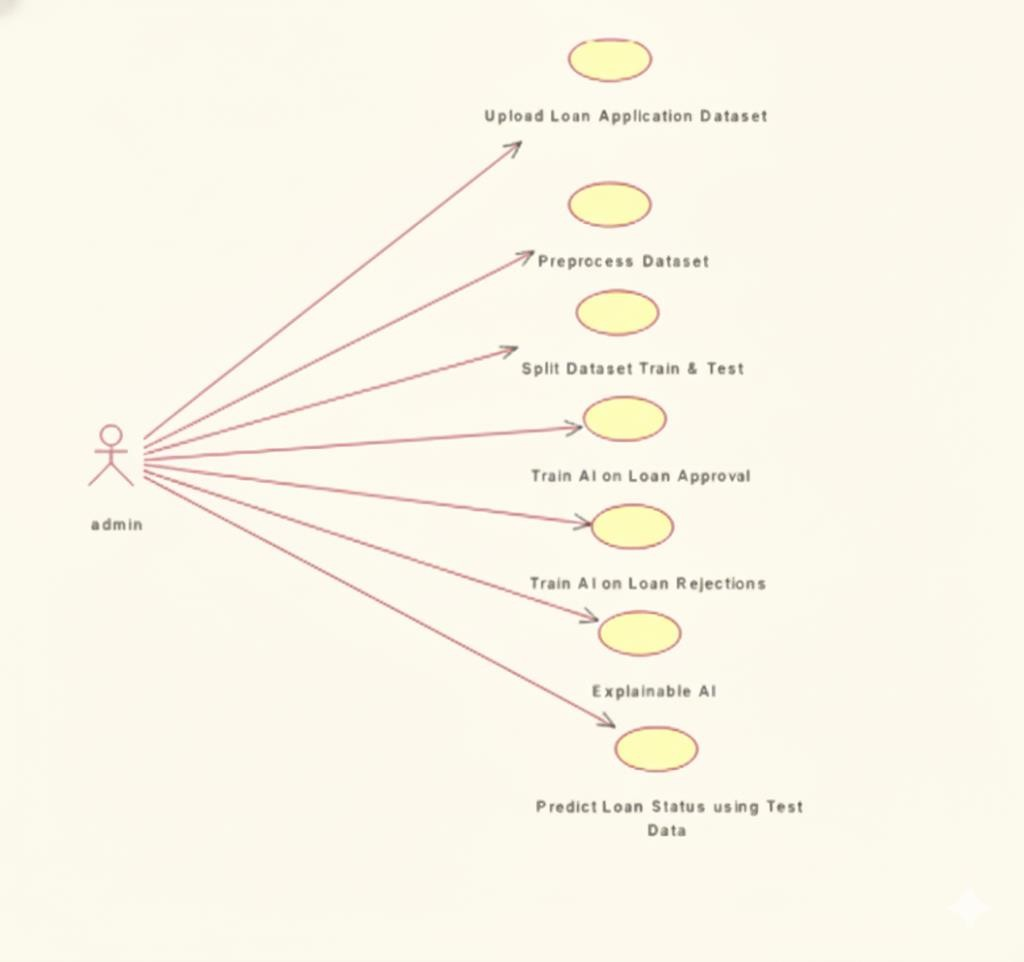 Upload Loan Application Dataset
Preprocess Dataset
Split Dataset Train & Test
Train AI on Loan Approval
admin
Train AI on Loan Rejections
Explainable AI
Predict Loan Status using Test
Data